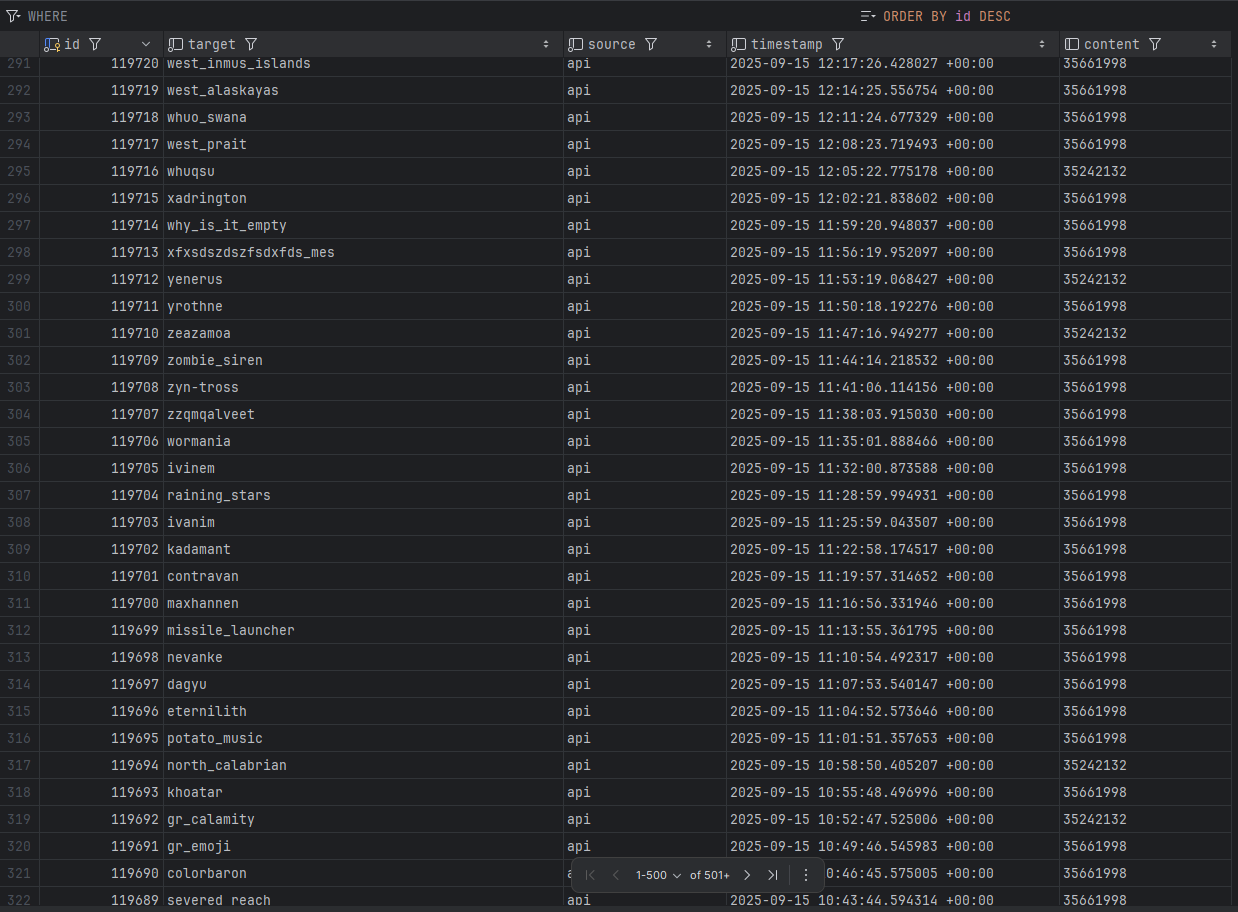 WHERE ORDER BY id DESC
id target source timestamp content
291 119720 west_inmus_islands api 2025-09-15 12:17:26.428027 +00:00 35661998
292 119719 west_alaskayas api 2025-09-15 12:14:25.556754 +00:00 35661998
293 119718 whuo_swana api 2025-09-15 12:11:24.677329 +00:00 35661998
294 119717 west_prait api 2025-09-15 12:08:23.719493 +00:00 35661998
295 119716 whuqsu api 2025-09-15 12:05:22.775178 +00:00 35242132
296 119715 xadrington api 2025-09-15 12:02:21.838602 +00:00 35661998
297 119714 why_is_it_empty api 2025-09-15 11:59:20.948037 +00:00 35661998
298 119713 xfxsdszdszfsdxfds_mes api 2025-09-15 11:56:19.952097 +00:00 35661998
299 119712 yenerus api 2025-09-15 11:53:19.068427 +00:00 35242132
300 119711 yrothne api 2025-09-15 11:50:18.192276 +00:00 35661998
301 119710 zeazamoa api 2025-09-15 11:47:16.949277 +00:00 35242132
302 119709 zombie_siren api 2025-09-15 11:44:14.218532 +00:00 35661998
303 119708 zyn-tross api 2025-09-15 11:41:06.114156 +00:00 35661998
304 119707 zzqmqalveet api 2025-09-15 11:38:03.915030 +00:00 35661998
305 119706 wormania api 2025-09-15 11:35:01.888466 +00:00 35661998
306 119705 ivinem api 2025-09-15 11:32:00.873588 +00:00 35661998
307 119704 raining_stars api 2025-09-15 11:28:59.994931 +00:00 35661998
308 119703 ivanim api 2025-09-15 11:25:59.043507 +00:00 35661998
309 119702 kadamant api 2025-09-15 11:22:58.174517 +00:00 35661998
310 119701 contravan api 2025-09-15 11:19:57.314652 +00:00 35661998
311 119700 maxhannen api 2025-09-15 11:16:56.331946 +00:00 35661998
312 119699 missile_launcher api 2025-09-15 11:13:55.361795 +00:00 35661998
313 119698 nevanke api 2025-09-15 11:10:54.492317 +00:00 35661998
314 119697 dagyu api 2025-09-15 11:07:53.540147 +00:00 35661998
315 119696 eternilith api 2025-09-15 11:04:52.573646 +00:00 35661998
316 119695 potato_music api 2025-09-15 11:01:51.357653 +00:00 35661998
317 119694 north_calabrian api 2025-09-15 10:58:50.405207 +00:00 35242132
318 119693 khoatar api 2025-09-15 10:55:48.496996 +00:00 35661998
319 119692 gr_calamity api 2025-09-15 10:52:47.525006 +00:00 35242132
320 119691 gr_emoji api 2025-09-15 10:49:46.545983 +00:00 35661998
321 119690 colorbaron 0:46:45.575005 +00:00 35661998
1-500 of 501+
322 119689 severed_reach api 2025-09-15 10:43:44.594314 +00:00 35661998